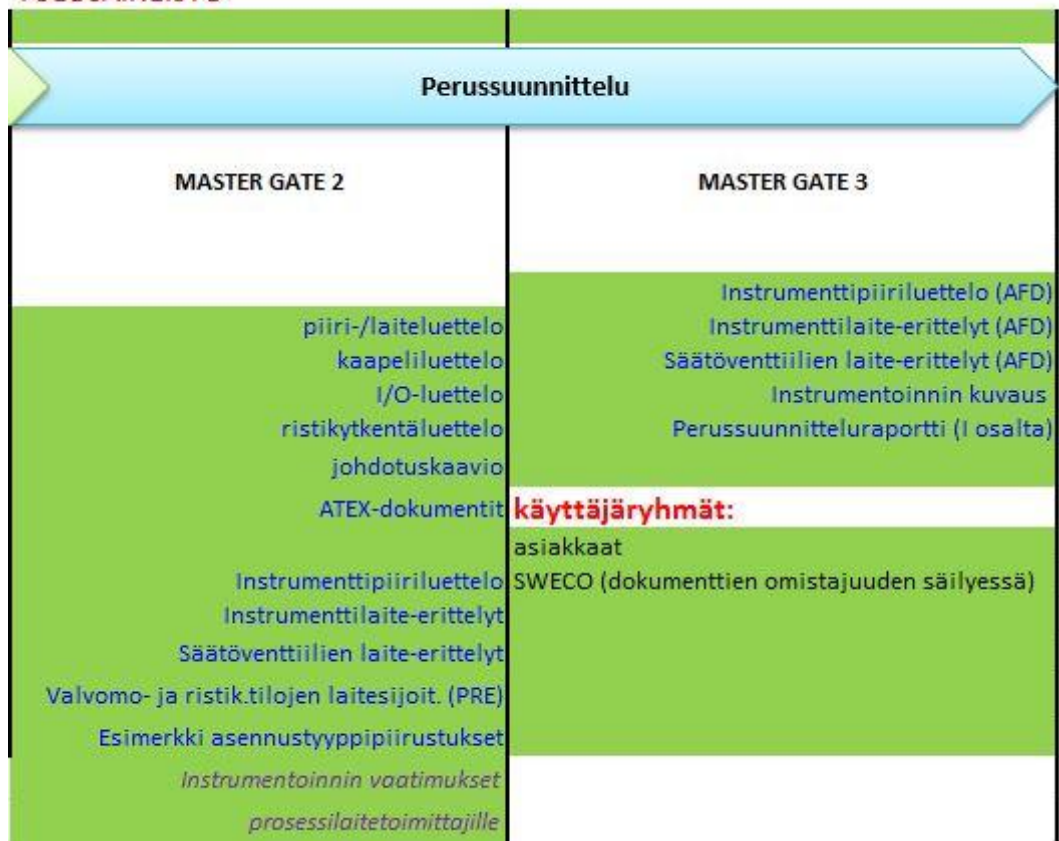 Perussuunnittelu
MASTER GATE 2
piiri-/laiteluettelo
kaapeliluettelo
I/O-luettelo
ristikytkentäluettelo
johdotuskaavio
ATEX-dokumentit
Instrumenttipiiriluettelo
Instrumenttilaite-erittelyt
Säätöventtiilien laite-erittelyt
Valvomo- ja ristik.tilojen laitesijoit. (PRE)
Esimerkki asennustyyppipiirustukset
Instrumentoinnin vaatimukset
prosessilaitetoimittajille
MASTER GATE 3
Instrumenttipiiriluettelo (AFD)
Instrumenttilaite-erittelyt (AFD)
Säätöventtiilien laite-erittelyt (AFD)
Instrumentoinnin kuvaus
Perussuunnitteluraportti (I osalta)
käyttäjäryhmät:
asiakkaat
SWECO (dokumenttien omistajuuden säilyessä)